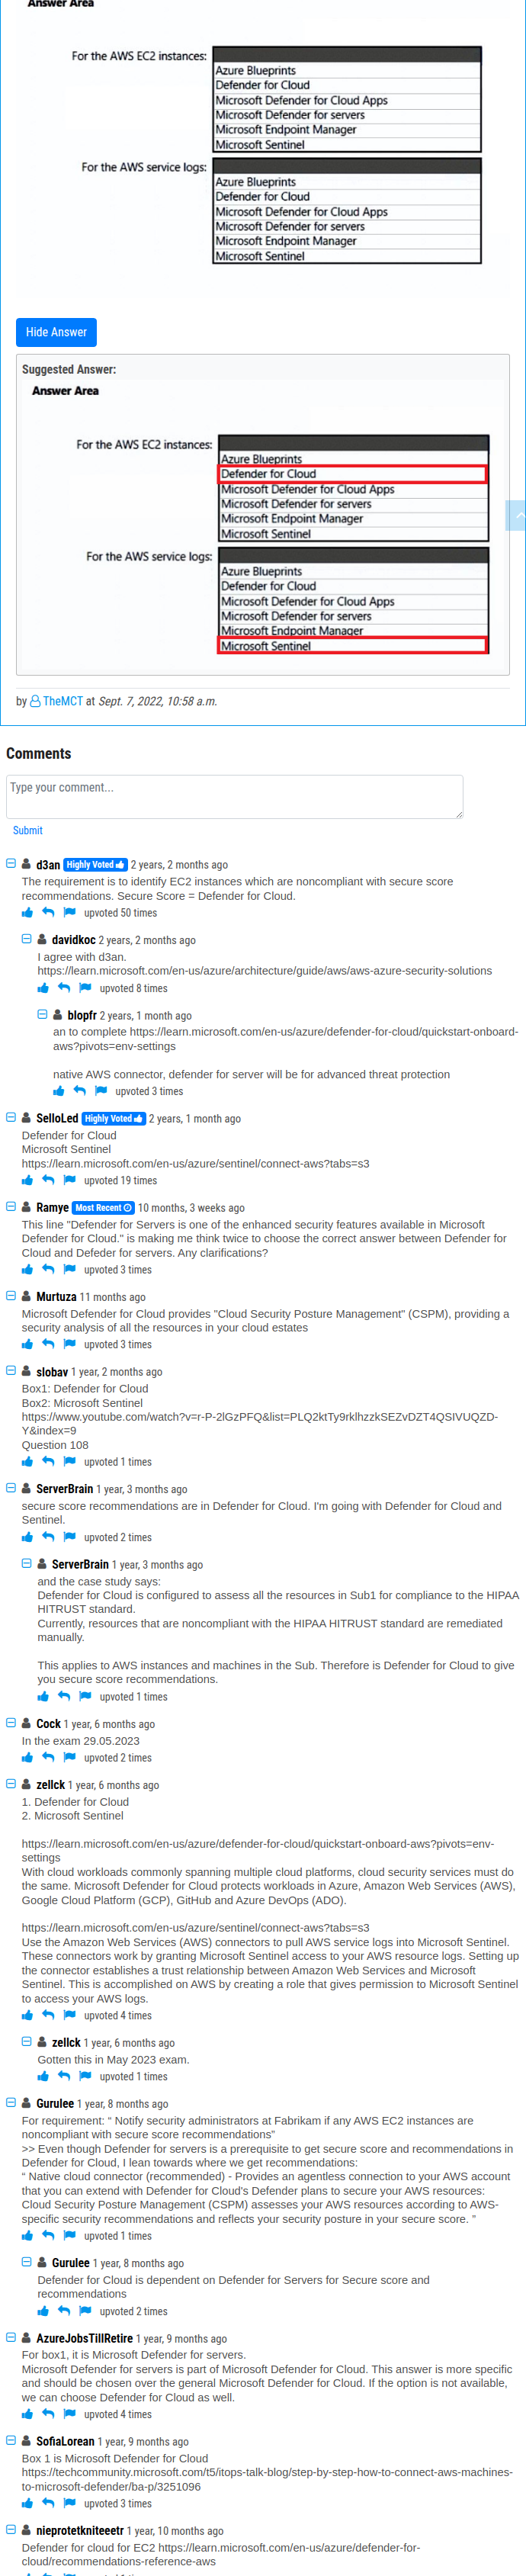 Answer Area
For the AWS EC2 instances:
Azure Blueprints
Defender for Cloud
Microsoft Defender for Cloud Apps
Microsoft Defender for servers
Microsoft Endpoint Manager
Microsoft Sentinel
For the AWS service logs:
Azure Blueprints
Defender for Cloud
Microsoft Defender for Cloud Apps
Microsoft Defender for servers
Microsoft Endpoint Manager
Microsoft Sentinel
Hide Answer
Suggested Answer:
Answer Area
For the AWS EC2 instances:
Azure Blueprints
Defender for Cloud
Microsoft Defender for Cloud Apps
Microsoft Defender for servers
Microsoft Endpoint Manager
Microsoft Sentinel
For the AWS service logs:
Azure Blueprints
Defender for Cloud
Microsoft Defender for Cloud Apps
Microsoft Defender for servers
Microsoft Endpoint Manager
Microsoft Sentinel
by TheMCT at Sept. 7, 2022, 10:58 a.m.
Comments
Type your comment...
Submit
d3an Highly Voted 2 years, 2 months ago
The requirement is to identify EC2 instances which are noncompliant with secure score
recommendations. Secure Score = Defender for Cloud.
upvoted 50 times
davidkoc 2 years, 2 months ago
I agree with d3an.
https://learn.microsoft.com/en-us/azure/architecture/guide/aws/aws-azure-security-solutions
upvoted 8 times
blopfr 2 years, 1 month ago
an to complete https://learn.microsoft.com/en-us/azure/defender-for-cloud/quickstart-onboard-
aws?pivots=env-settings
native AWS connector, defender for server will be for advanced threat protection
upvoted 3 times
SelloLed Highly Voted 2 years, 1 month ago
Defender for Cloud
Microsoft Sentinel
https://learn.microsoft.com/en-us/azure/sentinel/connect-aws?tabs=s3
upvoted 19 times
Ramye Most Recent 10 months, 3 weeks ago
This line "Defender for Servers is one of the enhanced security features available in Microsoft
Defender for Cloud." is making me think twice to choose the correct answer between Defender for
Cloud and Defeder for servers. Any clarifications?
upvoted 3 times
Murtuza 11 months ago
Microsoft Defender for Cloud provides "Cloud Security Posture Management" (CSPM), providing a
security analysis of all the resources in your cloud estates
upvoted 3 times
slobav 1 year, 2 months ago
Box1: Defender for Cloud
Box2: Microsoft Sentinel
https://www.youtube.com/watch?v=r-P-2lGzPFQ&list=PLQ2ktTy9rklhzzkSEZvDZT4QSIVUQZD-
Y&index=9
Question 108
upvoted 1 times
ServerBrain 1 year, 3 months ago
secure score recommendations are in Defender for Cloud. I'm going with Defender for Cloud and
Sentinel.
upvoted 2 times
ServerBrain 1 year, 3 months ago
and the case study says:
Defender for Cloud is configured to assess all the resources in Sub1 for compliance to the HIPAA
HITRUST standard.
Currently, resources that are noncompliant with the HIPAA HITRUST standard are remediated
manually.
This applies to AWS instances and machines in the Sub. Therefore is Defender for Cloud to give
you secure score recommendations.
upvoted 1 times
Cock 1 year, 6 months ago
In the exam 29.05.2023
upvoted 2 times
zellck 1 year, 6 months ago
1. Defender for Cloud
2. Microsoft Sentinel
https://learn.microsoft.com/en-us/azure/defender-for-cloud/quickstart-onboard-aws?pivots=env-
settings
With cloud workloads commonly spanning multiple cloud platforms, cloud security services must do
the same. Microsoft Defender for Cloud protects workloads in Azure, Amazon Web Services (AWS),
Google Cloud Platform (GCP), GitHub and Azure DevOps (ADO).
https://learn.microsoft.com/en-us/azure/sentinel/connect-aws?tabs=s3
Use the Amazon Web Services (AWS) connectors to pull AWS service logs into Microsoft Sentinel.
These connectors work by granting Microsoft Sentinel access to your AWS resource logs. Setting up
the connector establishes a trust relationship between Amazon Web Services and Microsoft
Sentinel. This is accomplished on AWS by creating a role that gives permission to Microsoft Sentinel
to access your AWS logs.
upvoted 4 times
zellck 1 year, 6 months ago
Gotten this in May 2023 exam.
upvoted 1 times
Gurulee 1 year, 8 months ago
For requirement: “ Notify security administrators at Fabrikam if any AWS EC2 instances are
noncompliant with secure score recommendations”
>> Even though Defender for servers is a prerequisite to get secure score and recommendations in
Defender for Cloud, I lean towards where we get recommendations:
“ Native cloud connector (recommended) - Provides an agentless connection to your AWS account
that you can extend with Defender for Cloud's Defender plans to secure your AWS resources:
Cloud Security Posture Management (CSPM) assesses your AWS resources according to AWS-
specific security recommendations and reflects your security posture in your secure score. ”
upvoted 1 times
Gurulee 1 year, 8 months ago
Defender for Cloud is dependent on Defender for Servers for Secure score and
recommendations
upvoted 2 times
AzureJobsTillRetire 1 year, 9 months ago
For box1, it is Microsoft Defender for servers.
Microsoft Defender for servers is part of Microsoft Defender for Cloud. This answer is more specific
and should be chosen over the general Microsoft Defender for Cloud. If the option is not available,
we can choose Defender for Cloud as well.
upvoted 4 times
SofiaLorean 1 year, 9 months ago
Box 1 is Microsoft Defender for Cloud
https://techcommunity.microsoft.com/t5/itops-talk-blog/step-by-step-how-to-connect-aws-machines-
to-microsoft-defender/ba-p/3251096
upvoted 3 times
nieprotetkniteeetr 1 year, 10 months ago
Defender for cloud for EC2 https://learn.microsoft.com/en-us/azure/defender-for-
cloud/recommendations-reference-aws